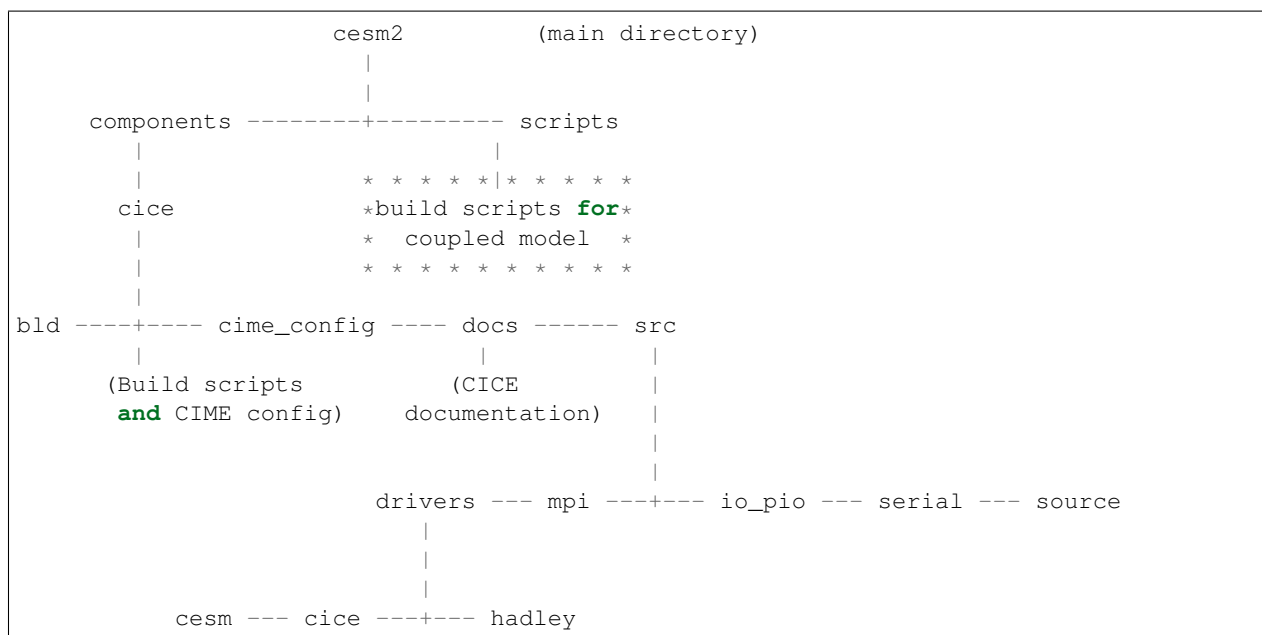 cesm2 (main directory)
|
|
components --------+--------- scripts
| |
| * * * * *|* * * * *
cice *build scripts for*
| * coupled model *
| * * * * * * * * * *
|
bld ----+---- cime_config ---- docs ------ src
| | |
(Build scripts (CICE |
and CIME config) documentation) |
|
|
drivers --- mpi ---+--- io_pio --- serial --- source
|
|
|
cesm --- cice ---+--- hadley